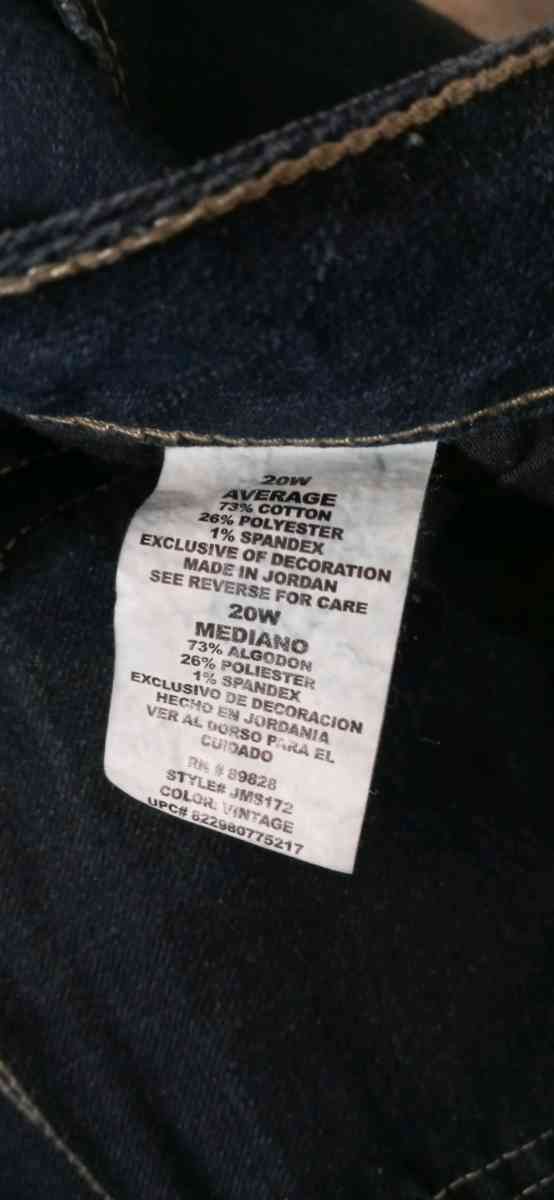 20W
AVERAGE
73% COTTON
26% POLYESTER
1% SPANDEX
EXCLUSIVE OF DECORATION
MADE IN JORDAN
SEE REVERSE FOR CARE
20W
MEDIANO
73% ALGODON
26% POLIESTER
1% SPANDEX
EXCLUSIVO DE DECORACION
HECHO EN JORDANIA
VER AL DORSO PARA EL
CUIDADO
RN # 89828
STYLE# JMS172
COLOR: VINTAGE
UPC# 622980775217